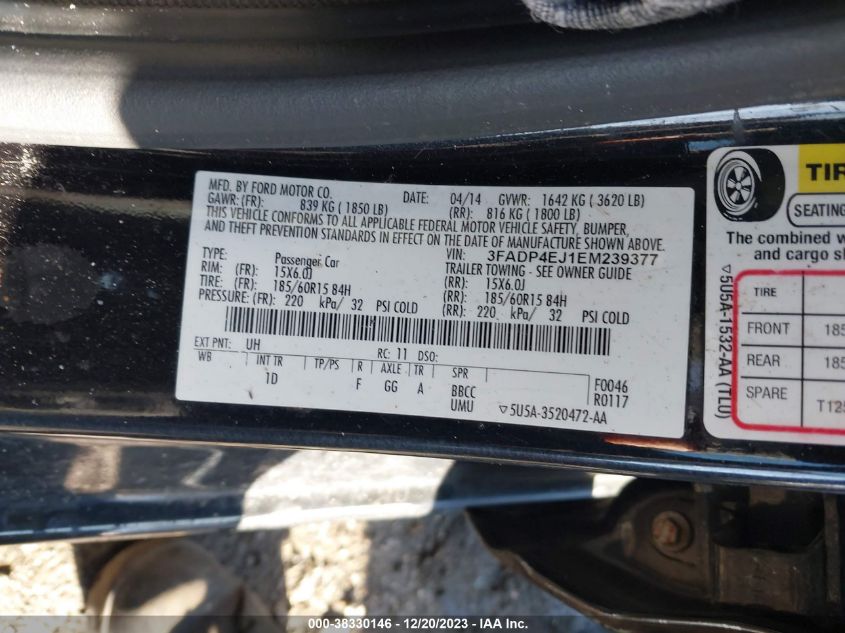 MFD. BY FORD MOTOR CO. DATE: 04/14 GVWR: 1642 KG ( 3620 LB)
GAWR: (FR): 839 KG ( 1850 LB) (RR): 816 KG ( 1800 LB)
THIS VEHICLE CONFORMS TO ALL APPLICABLE FEDERAL MOTOR VEHICLE SAFETY, BUMPER,
AND THEFT PREVENTION STANDARDS IN EFFECT ON THE DATE OF MANUFACTURE SHOWN ABOVE.
VIN: 3FADP4EJ1EM239377
TYPE: Passenger Car TRAILER TOWING - SEE OWNER GUIDE
RIM: (FR): 15X6.0J (RR): 15X6.0J
TIRE: (FR): 185/60R15 84H (RR): 185/60R15 84H
PRESSURE: (FR): 220 kPa/ 32 PSI COLD (RR): 220 kPa/ 32 PSI COLD
EXT PNT: UH RC: 11 DSO:
WB INT TR TP/PS R AXLE TR SPR
1D F GG A BBCC F0046
UMU R0117
▽5U5A-3520472-AA
▽5U5A-1532-AA (TL0)
TIR
SEATING
The combined w
and cargo sh
TIRE
FRONT 185
REAR 185
SPARE T125
000-38330146 - 12/20/2023 - IAA Inc.